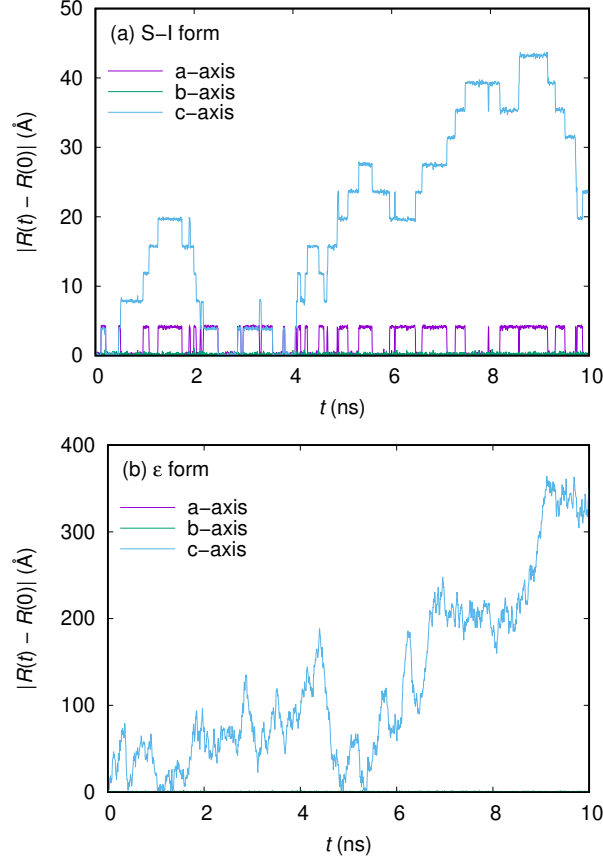 (a) S−I form
a−axis
b−axis
c−axis
|R(t) − R(0)| (Å)
50
40
30
20
10
0
0 2 4 6 8 10
t (ns)
(b) ε form
a−axis
b−axis
c−axis
|R(t) − R(0)| (Å)
400
300
200
100
0
0 2 4 6 8 10
t (ns)